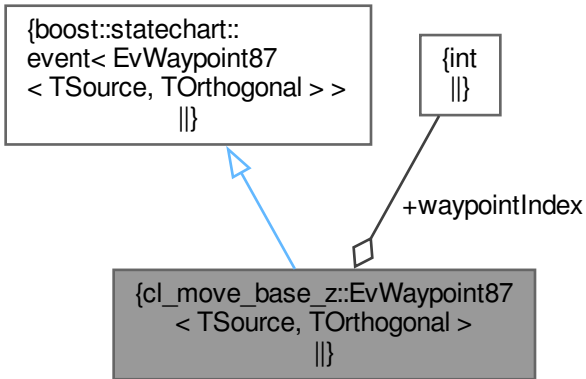 {boost::statechart::
event< EvWaypoint87
< TSource, TOrthogonal > >
||}
{int
||}
+waypointIndex
{cl_move_base_z::EvWaypoint87
< TSource, TOrthogonal >
||}